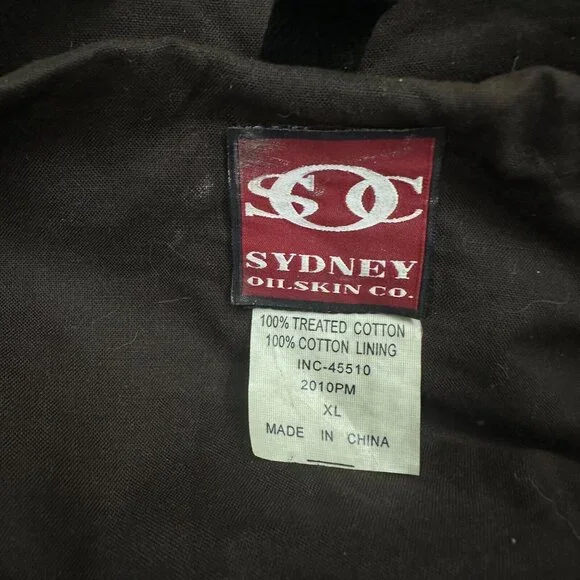 SOC
SYDNEY
OILSKIN CO.
100% TREATED COTTON
100% COTTON LINING
INC-45510
2010PM
XL
MADE IN CHINA